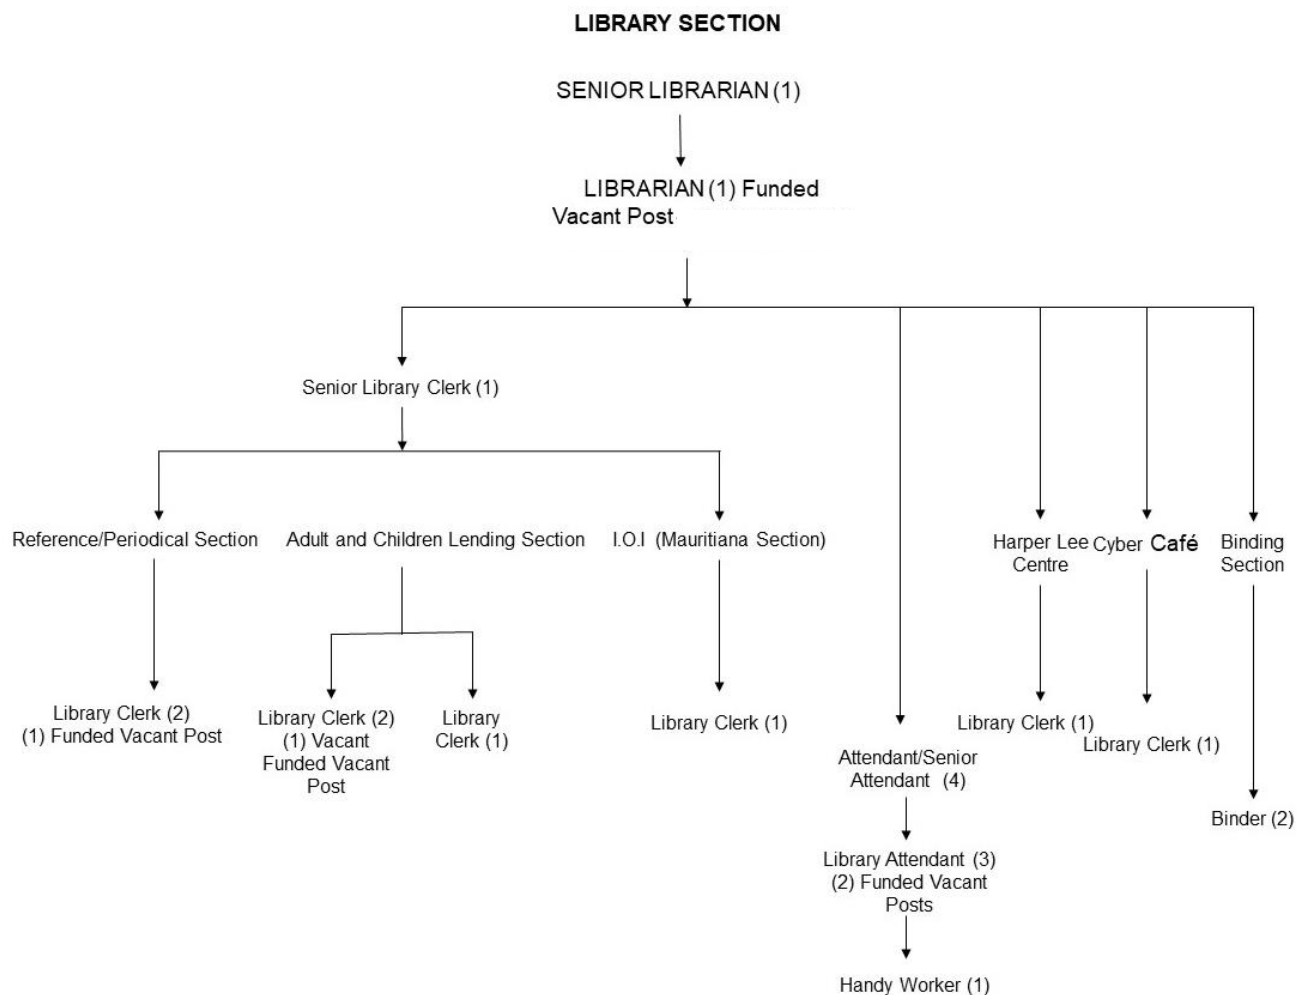 LIBRARY SECTION
SENIOR LIBRARIAN (1)
LIBRARIAN (1) Funded
Vacant Post
Senior Library Clerk (1)
Reference/Periodical Section
Adult and Children Lending Section
I.O.I (Mauritiana Section)
Harper Lee
Centre
Cyber Café
Binding
Section
Library Clerk (2)
(1) Funded Vacant Post
Library Clerk (2)
(1) Vacant
Funded Vacant
Post
Library
Clerk (1)
Library Clerk (1)
Attendant/Senior
Attendant (4)
Library Clerk (1)
Library Clerk (1)
Binder (2)
Library Attendant (3)
(2) Funded Vacant
Posts
Handy Worker (1)